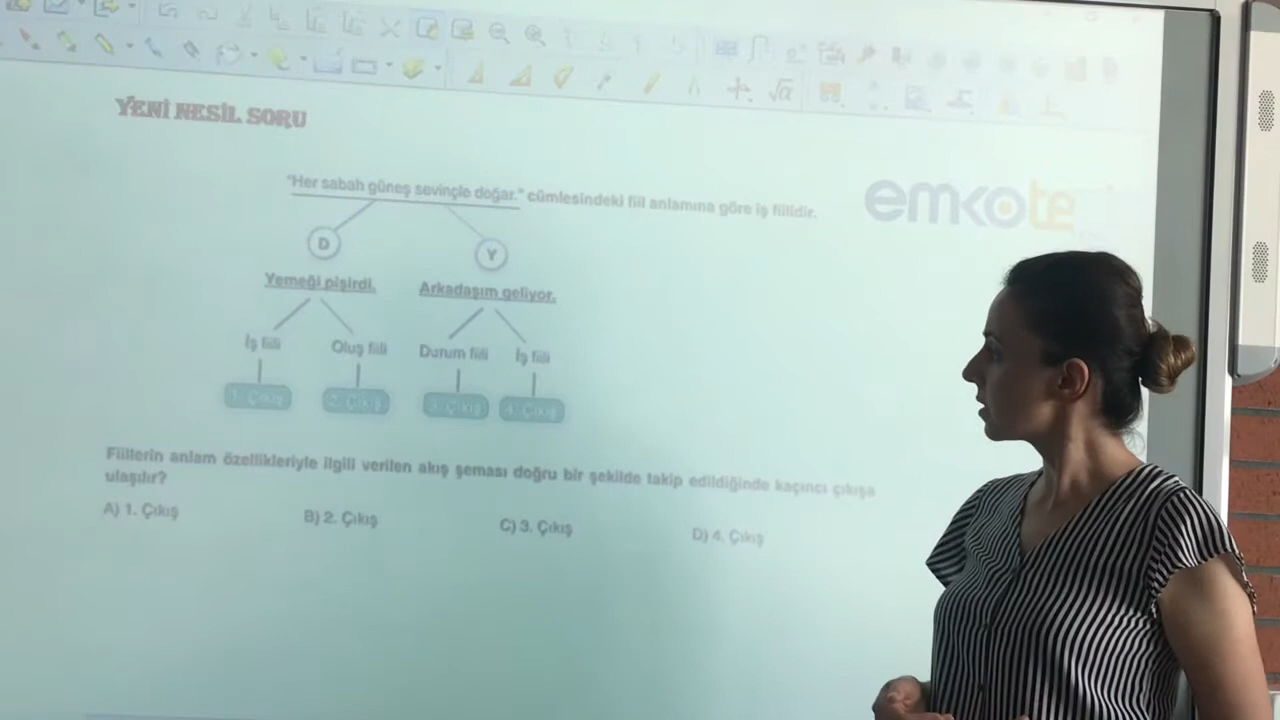 YENİ NESİL SORU
"Her sabah güneş sevinçle doğar." cümlesindeki fiil anlamına göre iş fiilidir.
emkote
D
Y
Yemeği pişirdi.
Arkadaşım geliyor.
İş fiili
Oluş fiili
Durum fiili
İş fiili
1. Çıkış
2. Çıkış
3. Çıkış
4. Çıkış
Fiillerin anlam özellikleriyle ilgili verilen akış şeması doğru bir şekilde takip edildiğinde kaçıncı çıkışa
ulaşılır?
A) 1. Çıkış
B) 2. Çıkış
C) 3. Çıkış
D) 4. Çıkış